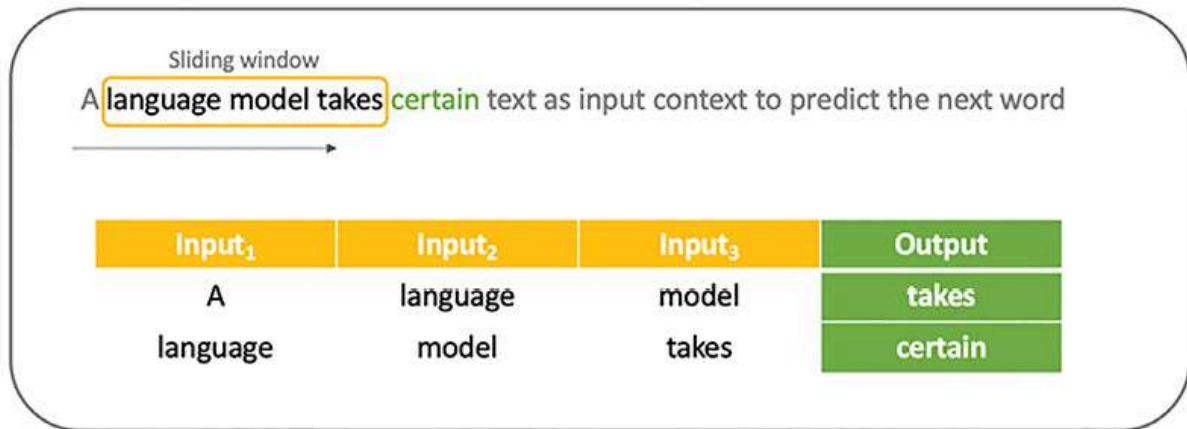 Sliding window
A language model takes certain text as input context to predict the next word
Input₁ Input₂ Input₃ Output
A language model takes
language model takes certain